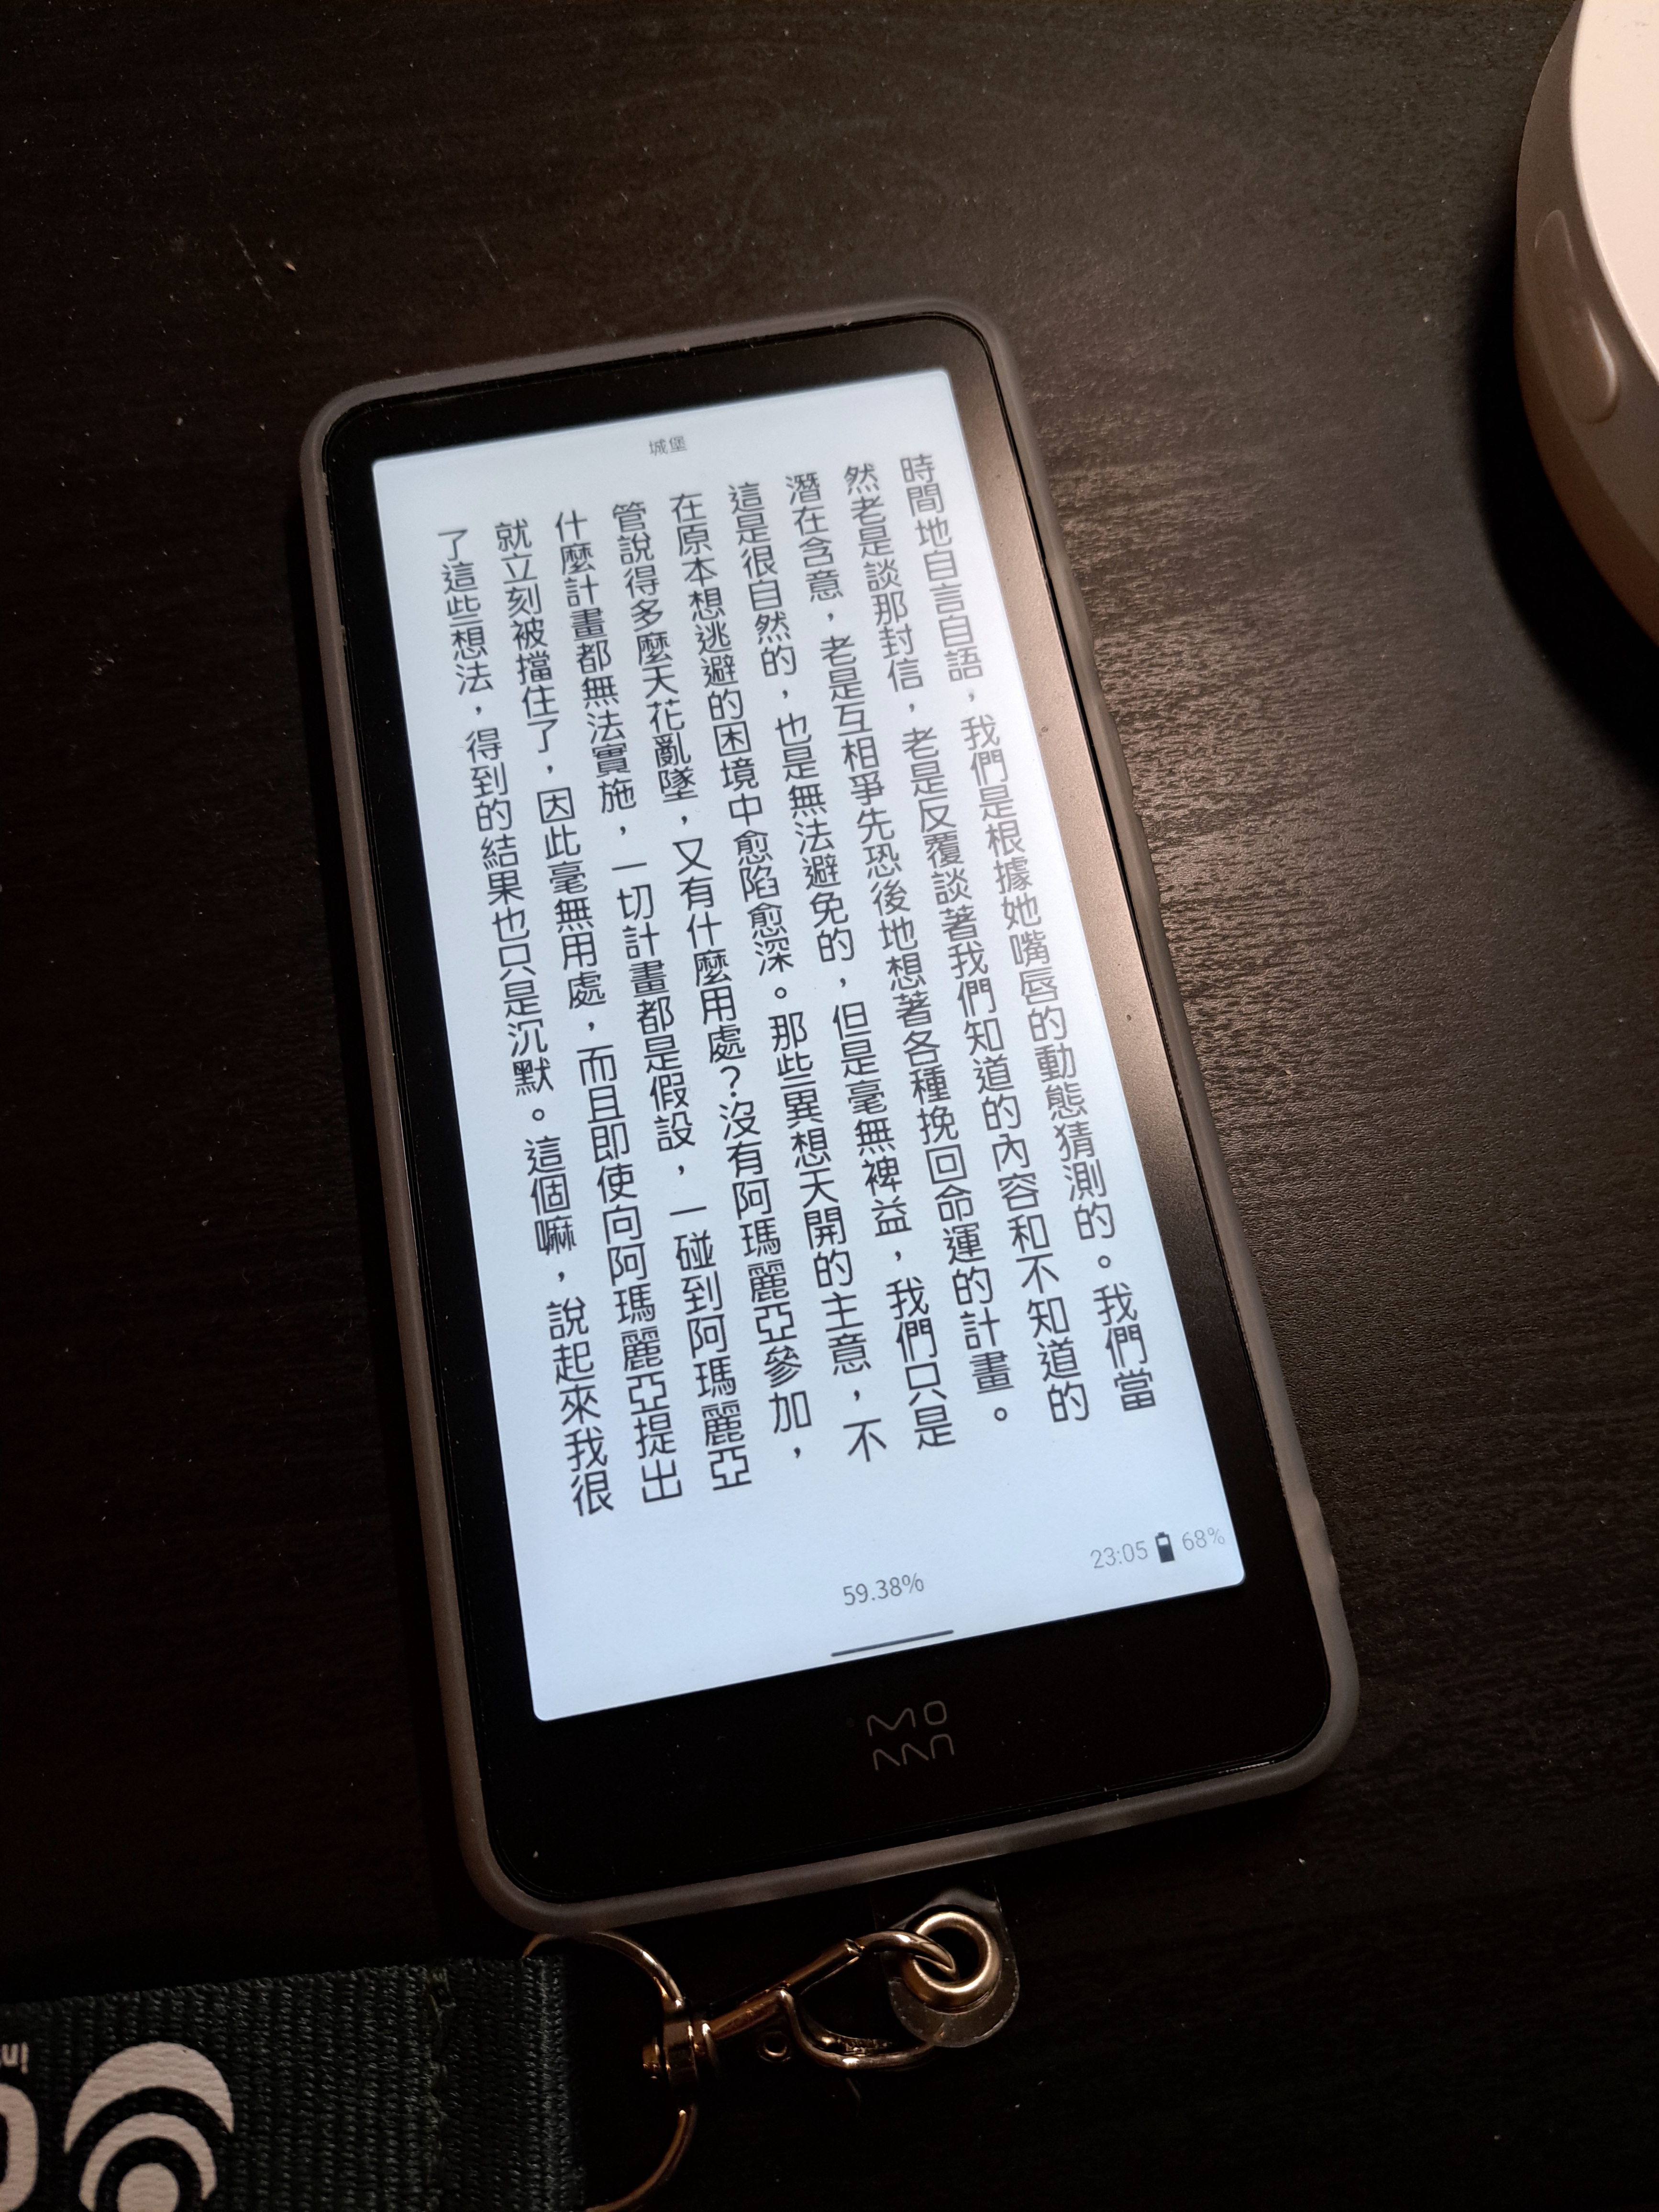 城堡
時間地自言自語，我們是根據她嘴唇的動態猜測的。我們當
然老是談那封信，老是反覆談著我們知道的內容和不知道的
潛在含意，老是互相爭先恐後地想著各種挽回命運的計畫。
這是很自然的，也是無法避免的，但是毫無裨益，我們只是
在原本想逃避的困境中愈陷愈深。那些異想天開的主意，不
管說得多麼天花亂墜，又有什麼用處？沒有阿瑪麗亞參加，
什麼計畫都無法實施，一切計畫都是假設，一碰到阿瑪麗亞
就立刻被擋住了，因此毫無用處，而且即使向阿瑪麗亞提出
了這些想法，得到的結果也只是沉默。這個嘛，說起來我很
23:05 68%
59.38%
MO
AAN
in